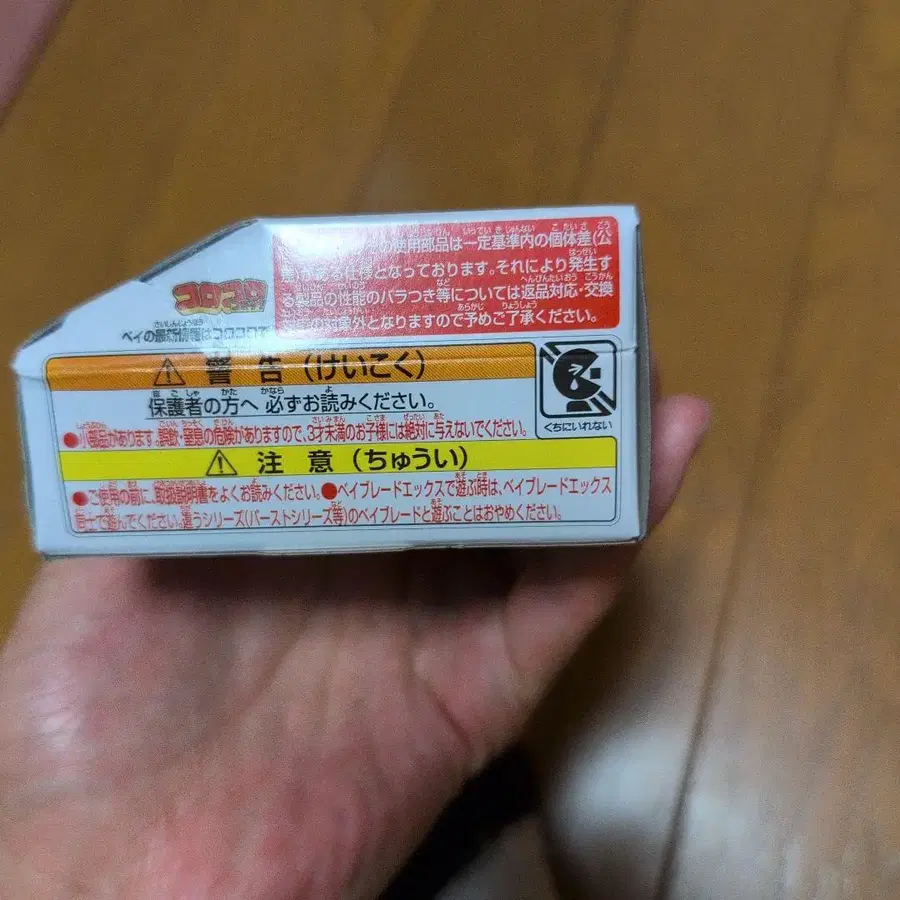 使用部品は一定基準内の個体差(公
がある仕様となっております。それにより発生す
る製品の性能のバラつき等については返品対応・交換
対象外となりますので予めご了承ください。
コロコロ
ベイの最新情報はコロコロで
警告(けいこく)
保護者の方へ 必ずお読みください。
●小部品があります。誤飲・窒息の危険がありますので、3才未満のお子様には絶対に与えないでください。
くちにいれない
注意(ちゅうい)
●ご使用の前に、取扱説明書をよくお読みください。●ベイブレードエックスで遊ぶ時は、ベイブレードエックス
同士で遊んでください。違うシリーズ(バーストシリーズ等)のベイブレードと遊ぶことはおやめください。